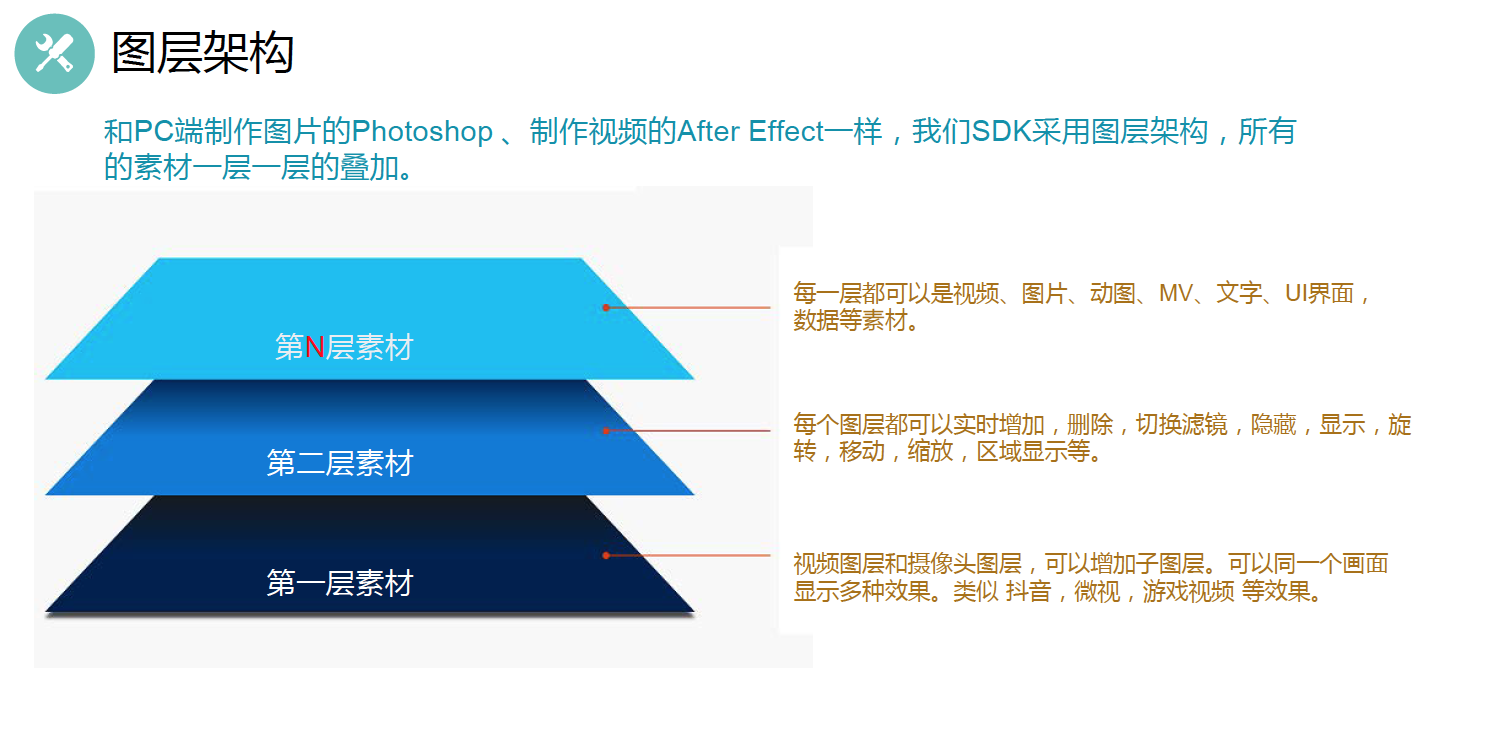 图层架构
和PC端制作图片的Photoshop 、制作视频的After Effect一样，我们SDK采用图层架构，所有
的素材一层一层的叠加。
第N层素材
每一层都可以是视频、图片、动图、MV、文字、UI界面，
数据等素材。
第二层素材
每个图层都可以实时增加，删除，切换滤镜，隐藏，显示，旋
转，移动，缩放，区域显示等。
第一层素材
视频图层和摄像头图层，可以增加子图层。可以同一个画面
显示多种效果。类似 抖音，微视，游戏视频 等效果。